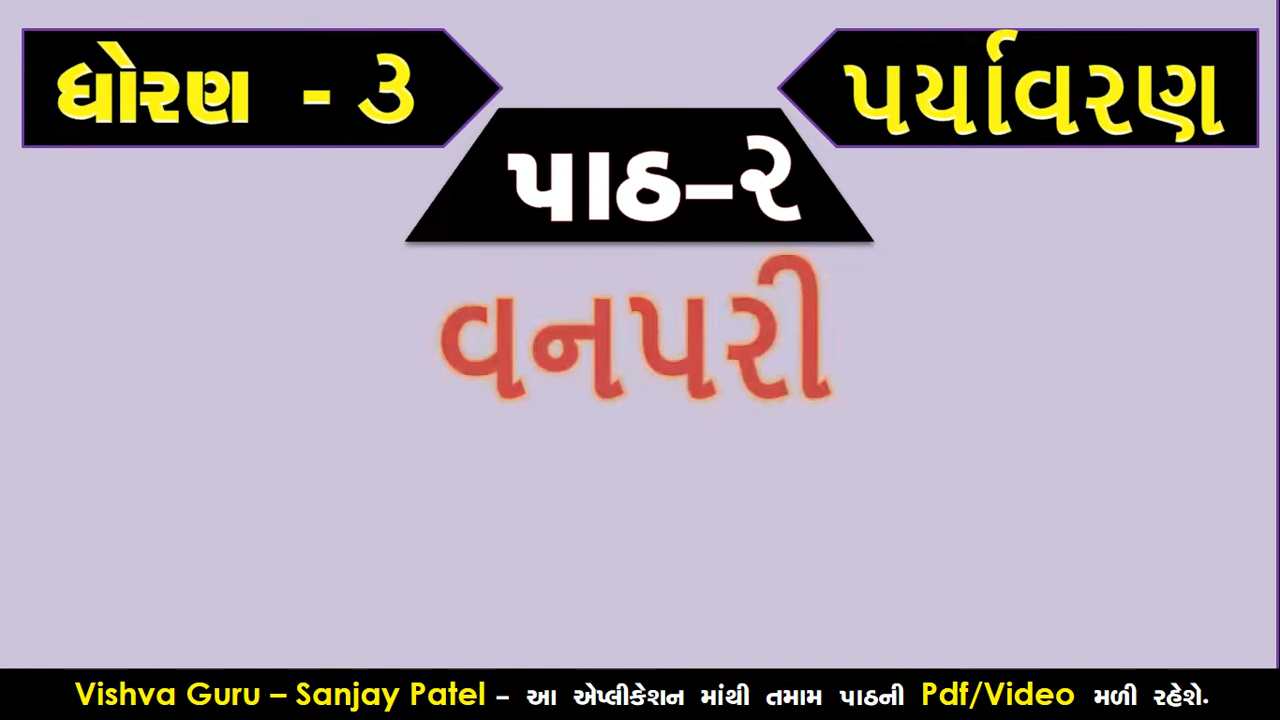 ધોરણ - ૩
પર્યાવરણ
પાઠ–૨
વનપરી
Vishva Guru – Sanjay Patel – આ એપ્લીકેશન માંથી તમામ પાઠની Pdf/Video મળી રહેશે.